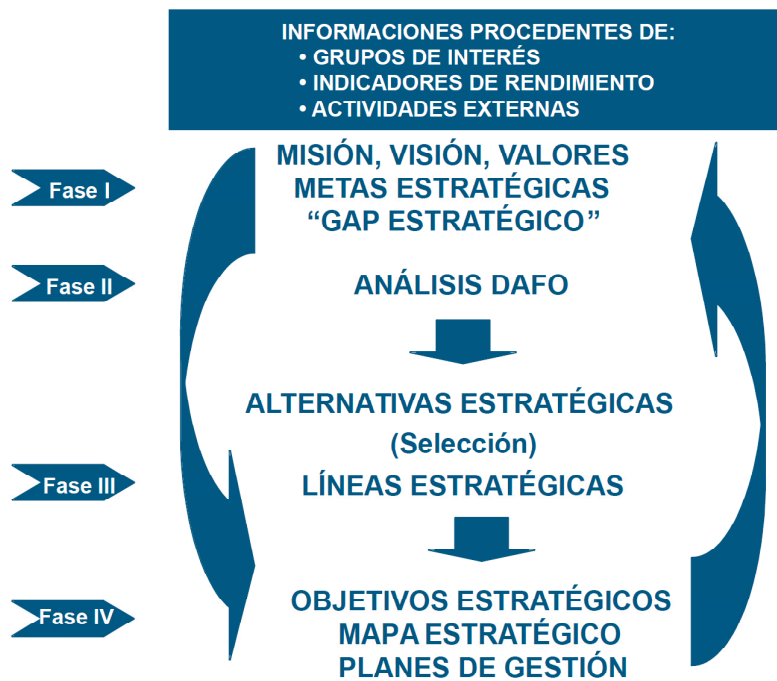 INFORMACIONES PROCEDENTES DE:
• GRUPOS DE INTERÉS
• INDICADORES DE RENDIMIENTO
• ACTIVIDADES EXTERNAS
Fase I
MISIÓN, VISIÓN, VALORES
METAS ESTRATÉGICAS
“GAP ESTRATÉGICO”
Fase II
ANÁLISIS DAFO
ALTERNATIVAS ESTRATÉGICAS
(Selección)
Fase III
LÍNEAS ESTRATÉGICAS
Fase IV
OBJETIVOS ESTRATÉGICOS
MAPA ESTRATÉGICO
PLANES DE GESTIÓN